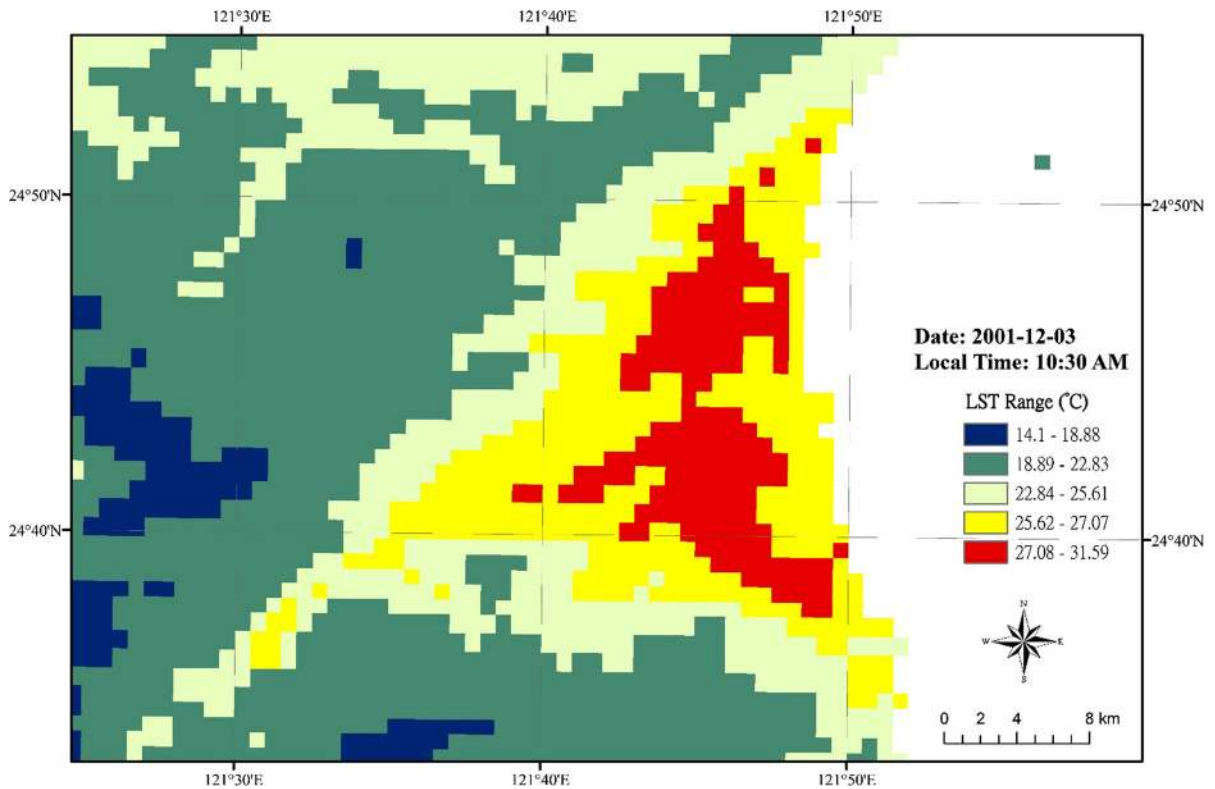 121°30'E 121°40'E 121°50'E
24°50'N 24°50'N
Date: 2001-12-03
Local Time: 10:30 AM
LST Range (℃)
14.1 - 18.88
18.89 - 22.83
22.84 - 25.61
25.62 - 27.07
27.08 - 31.59
24°40'N 24°40'N
N
W E
S
0 2 4 8 km
121°30'E 121°40'E 121°50'E